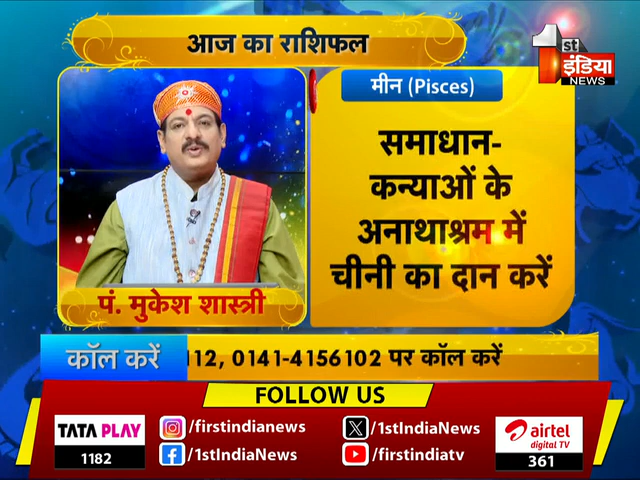 आज का राशिफल
1st
इंडिया
NEWS
मीन (Pisces)
समाधान-
कन्याओं के
अनाथाश्रम में
चीनी का दान करें
पं. मुकेश शास्त्री
कॉल करें
112, 0141-4156102 पर कॉल करें
FOLLOW US
TATA PLAY
1182
/firstindianews
/1stIndiaNews
/1stIndiaNews
/firstindiatv
airtel
digital TV
361